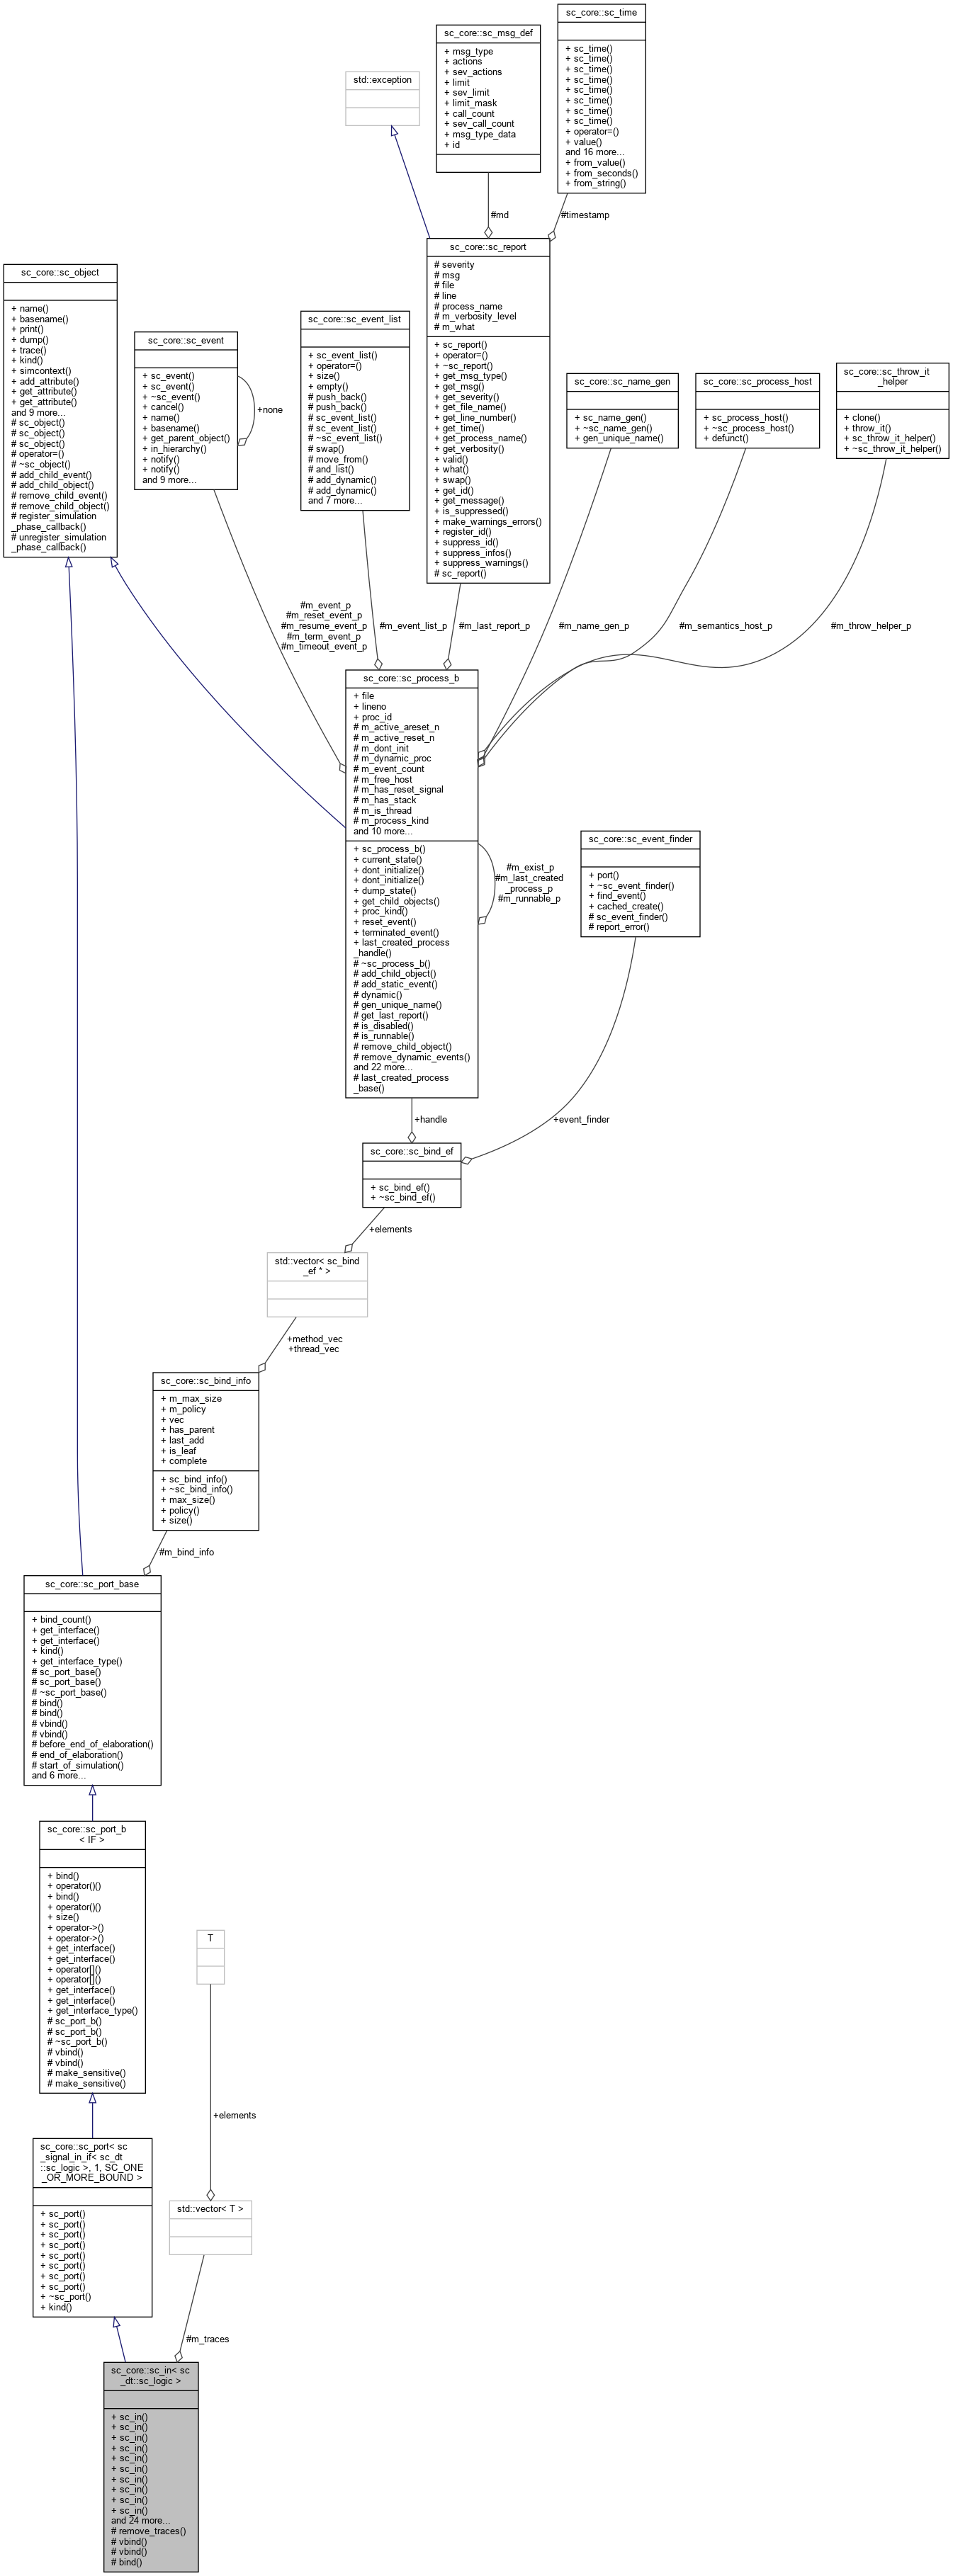 sc_core::sc_time
+ sc_time()
+ sc_time()
+ sc_time()
+ sc_time()
+ sc_time()
+ sc_time()
+ sc_time()
+ sc_time()
+ operator=()
+ value()
and 16 more...
+ from_value()
+ from_seconds()
+ from_string()
sc_core::sc_msg_def
+ msg_type
+ actions
+ sev_actions
+ limit
+ sev_limit
+ limit_mask
+ call_count
+ sev_call_count
+ msg_type_data
+ id
std::exception
#md
#timestamp
sc_core::sc_report
# severity
# msg
# file
# line
# process_name
# m_verbosity_level
# m_what
+ sc_report()
+ operator=()
+ ~sc_report()
+ get_msg_type()
+ get_msg()
+ get_severity()
+ get_file_name()
+ get_line_number()
+ get_time()
+ get_process_name()
+ get_verbosity()
+ valid()
+ what()
+ swap()
+ get_id()
+ get_message()
+ is_suppressed()
+ make_warnings_errors()
+ register_id()
+ suppress_id()
+ suppress_infos()
+ suppress_warnings()
# sc_report()
sc_core::sc_object
+ name()
+ basename()
+ print()
+ dump()
+ trace()
+ kind()
+ simcontext()
+ add_attribute()
+ get_attribute()
+ get_attribute()
and 9 more...
# sc_object()
# sc_object()
# sc_object()
# operator=()
# ~sc_object()
# add_child_event()
# add_child_object()
# remove_child_event()
# remove_child_object()
# register_simulation
_phase_callback()
# unregister_simulation
_phase_callback()
sc_core::sc_event
+ sc_event()
+ sc_event()
+ ~sc_event()
+ cancel()
+ name()
+ basename()
+ get_parent_object()
+ in_hierarchy()
+ notify()
+ notify()
and 9 more...
+none
sc_core::sc_event_list
+ sc_event_list()
+ operator=()
+ size()
+ empty()
# push_back()
# push_back()
# sc_event_list()
# sc_event_list()
# ~sc_event_list()
# swap()
# move_from()
# and_list()
# add_dynamic()
# add_dynamic()
and 7 more...
sc_core::sc_name_gen
+ sc_name_gen()
+ ~sc_name_gen()
+ gen_unique_name()
sc_core::sc_process_host
+ sc_process_host()
+ ~sc_process_host()
+ defunct()
sc_core::sc_throw_it
_helper
+ clone()
+ throw_it()
+ sc_throw_it_helper()
+ ~sc_throw_it_helper()
#m_event_p
#m_reset_event_p
#m_resume_event_p
#m_term_event_p
#m_timeout_event_p
#m_event_list_p
#m_last_report_p
#m_name_gen_p
#m_semantics_host_p
#m_throw_helper_p
sc_core::sc_process_b
+ file
+ lineno
+ proc_id
# m_active_areset_n
# m_active_reset_n
# m_dont_init
# m_dynamic_proc
# m_event_count
# m_free_host
# m_has_reset_signal
# m_has_stack
# m_is_thread
# m_process_kind
and 10 more...
+ sc_process_b()
+ current_state()
+ dont_initialize()
+ dont_initialize()
+ dump_state()
+ get_child_objects()
+ proc_kind()
+ reset_event()
+ terminated_event()
+ last_created_process
_handle()
# ~sc_process_b()
# add_child_object()
# add_static_event()
# dynamic()
# gen_unique_name()
# get_last_report()
# is_disabled()
# is_runnable()
# remove_child_object()
# remove_dynamic_events()
and 22 more...
# last_created_process
_base()
#m_exist_p
#m_last_created
_process_p
#m_runnable_p
sc_core::sc_event_finder
+ port()
+ ~sc_event_finder()
+ find_event()
+ cached_create()
# sc_event_finder()
# report_error()
+handle
+event_finder
sc_core::sc_bind_ef
+ sc_bind_ef()
+ ~sc_bind_ef()
+elements
std::vector< sc_bind
_ef * >
+method_vec
+thread_vec
sc_core::sc_bind_info
+ m_max_size
+ m_policy
+ vec
+ has_parent
+ last_add
+ is_leaf
+ complete
+ sc_bind_info()
+ ~sc_bind_info()
+ max_size()
+ policy()
+ size()
#m_bind_info
sc_core::sc_port_base
+ bind_count()
+ get_interface()
+ get_interface()
+ kind()
+ get_interface_type()
# sc_port_base()
# sc_port_base()
# ~sc_port_base()
# bind()
# bind()
# vbind()
# vbind()
# before_end_of_elaboration()
# end_of_elaboration()
# start_of_simulation()
and 6 more...
sc_core::sc_port_b
< IF >
+ bind()
+ operator()()
+ bind()
+ operator()()
+ size()
+ operator->()
+ operator->()
+ get_interface()
+ get_interface()
+ operator[]()
+ operator[]()
+ get_interface()
+ get_interface()
+ get_interface_type()
# sc_port_b()
# sc_port_b()
# ~sc_port_b()
# vbind()
# vbind()
# make_sensitive()
# make_sensitive()
T
+elements
sc_core::sc_port< sc
_signal_in_if< sc_dt
::sc_logic >, 1, SC_ONE
_OR_MORE_BOUND >
+ sc_port()
+ sc_port()
+ sc_port()
+ sc_port()
+ sc_port()
+ sc_port()
+ sc_port()
+ sc_port()
+ ~sc_port()
+ kind()
std::vector< T >
#m_traces
sc_core::sc_in< sc
_dt::sc_logic >
+ sc_in()
+ sc_in()
+ sc_in()
+ sc_in()
+ sc_in()
+ sc_in()
+ sc_in()
+ sc_in()
+ sc_in()
+ sc_in()
and 24 more...
# remove_traces()
# vbind()
# vbind()
# bind()